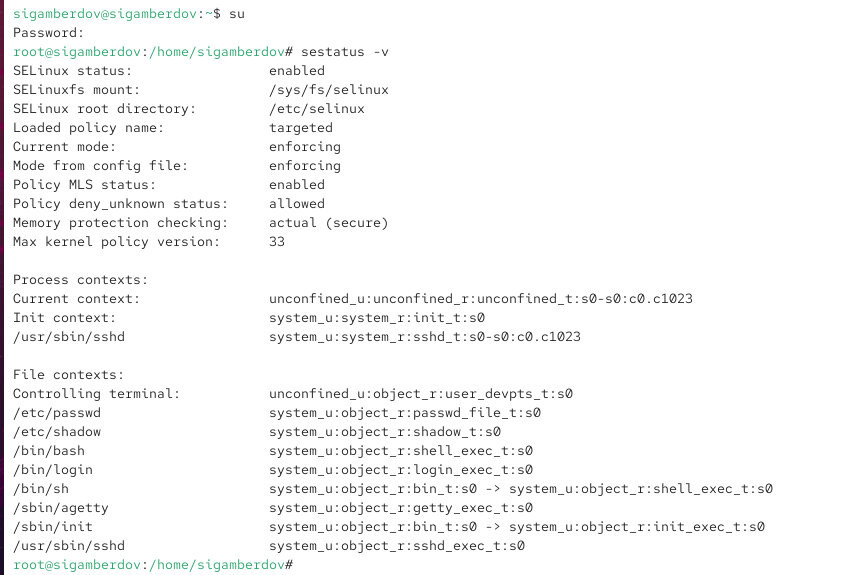 sigamberdov@sigamberdov:~$ su
Password:
root@sigamberdov:/home/sigamberdov# sestatus -v
SELinux status:                 enabled
SELinuxfs mount:                /sys/fs/selinux
SELinux root directory:         /etc/selinux
Loaded policy name:             targeted
Current mode:                   enforcing
Mode from config file:          enforcing
Policy MLS status:              enabled
Policy deny_unknown status:     allowed
Memory protection checking:     actual (secure)
Max kernel policy version:      33

Process contexts:
Current context:                unconfined_u:unconfined_r:unconfined_t:s0-s0:c0.c1023
Init context:                   system_u:system_r:init_t:s0
/usr/sbin/sshd                  system_u:system_r:sshd_t:s0-s0:c0.c1023

File contexts:
Controlling terminal:           unconfined_u:object_r:user_devpts_t:s0
/etc/passwd                     system_u:object_r:passwd_file_t:s0
/etc/shadow                     system_u:object_r:shadow_t:s0
/bin/bash                       system_u:object_r:shell_exec_t:s0
/bin/login                      system_u:object_r:login_exec_t:s0
/bin/sh                         system_u:object_r:bin_t:s0 -> system_u:object_r:shell_exec_t:s0
/sbin/agetty                    system_u:object_r:getty_exec_t:s0
/sbin/init                      system_u:object_r:bin_t:s0 -> system_u:object_r:init_exec_t:s0
/usr/sbin/sshd                  system_u:object_r:sshd_exec_t:s0
root@sigamberdov:/home/sigamberdov#